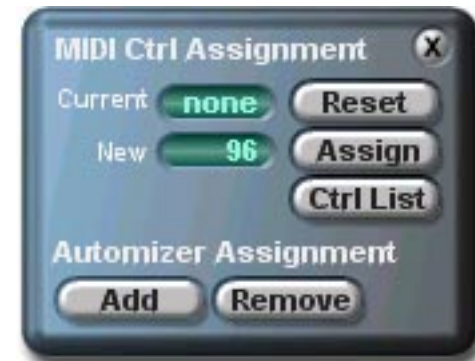 MIDI Ctrl Assignment X
Current none Reset
New 96 Assign
Ctrl List
Automizer Assignment
Add Remove